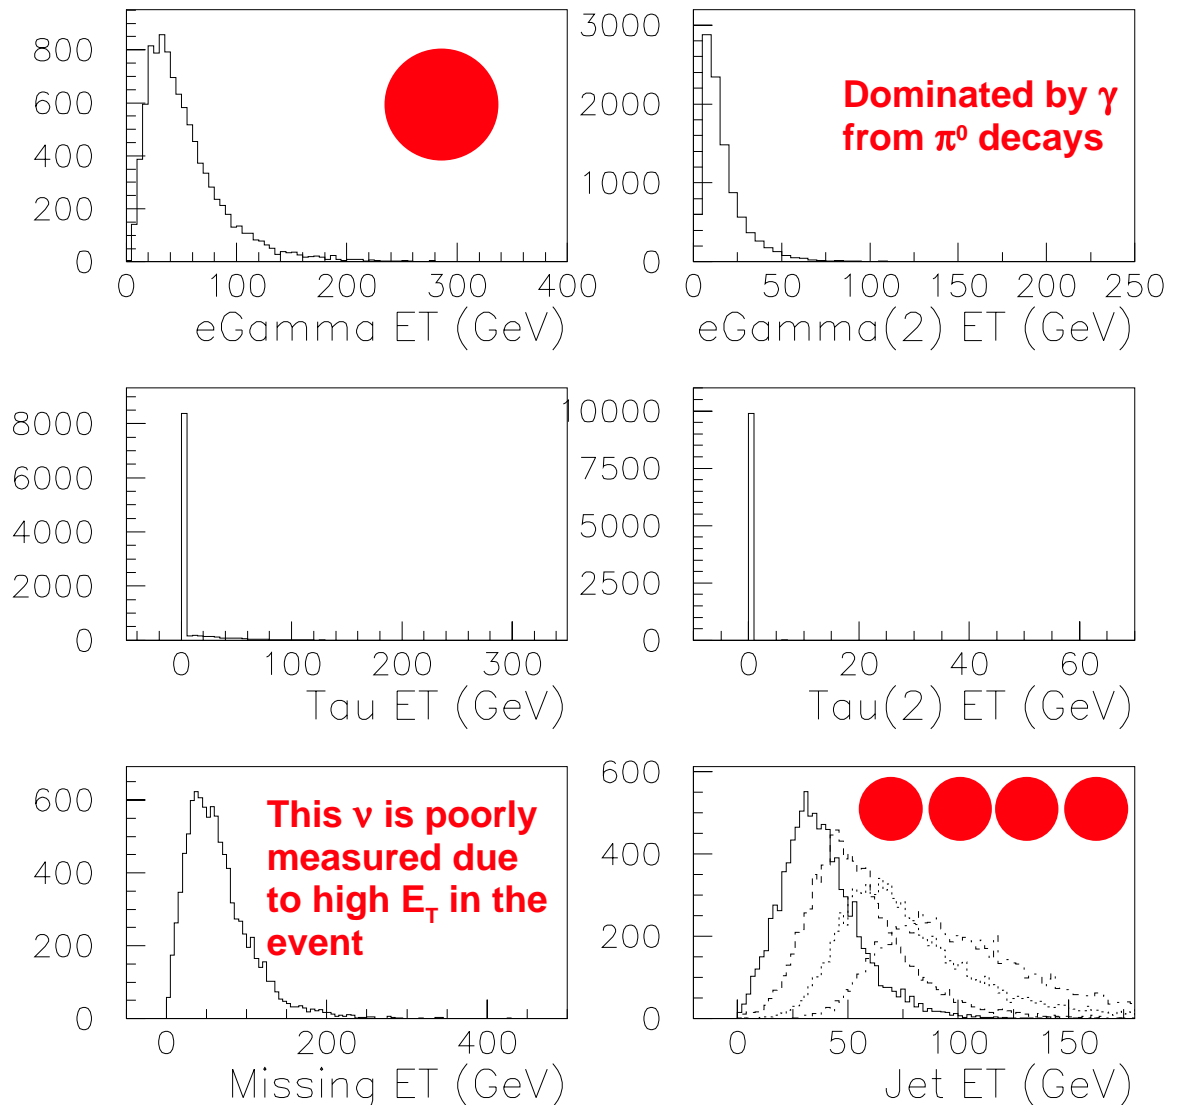 800
600
400
200
0
0 100 200 300 400
eGamma ET (GeV)
3000
2000
1000
0
0 50 100 150 200 250
eGamma(2) ET (GeV)
Dominated by γ
from π⁰ decays
8000
6000
4000
2000
0
0 100 200 300
Tau ET (GeV)
10000
7500
5000
2500
0
0 20 40 60
Tau(2) ET (GeV)
600
400
200
0
0 200 400
Missing ET (GeV)
This ν is poorly
measured due
to high E_T in the
event
600
400
200
0
0 50 100 150
Jet ET (GeV)